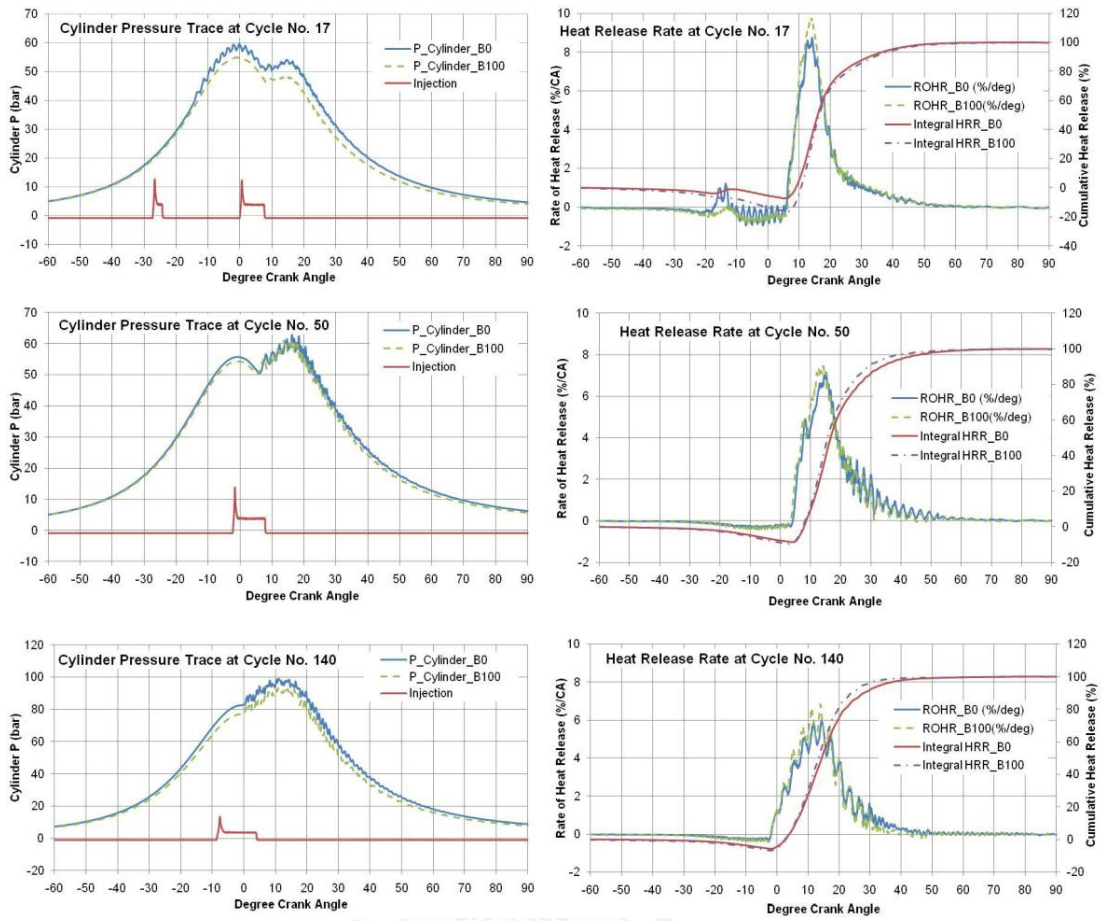 Cylinder Pressure Trace at Cycle No. 17
Cylinder P (bar)
70
60
50
40
30
20
10
0
-10
P_Cylinder_B0
P_Cylinder_B100
Injection
-60 -50 -40 -30 -20 -10 0 10 20 30 40 50 60 70 80 90
Degree Crank Angle
Heat Release Rate at Cycle No. 17
Rate of Heat Release (%/CA)
10
8
6
4
2
0
-2
ROHR_B0 (%/deg)
ROHR_B100(%/deg)
Integral HRR_B0
Integral HRR_B100
120
100
80
60
40
20
0
-20
-40
Cumulative Heat Release (%)
-60 -50 -40 -30 -20 -10 0 10 20 30 40 50 60 70 80 90
Degree Crank Angle
Cylinder Pressure Trace at Cycle No. 50
Cylinder P (bar)
70
60
50
40
30
20
10
0
-10
P_Cylinder_B0
P_Cylinder_B100
Injection
-60 -50 -40 -30 -20 -10 0 10 20 30 40 50 60 70 80 90
Degree Crank Angle
Heat Release Rate at Cycle No. 50
Rate of Heat Release (%/CA)
10
8
6
4
2
0
-2
ROHR_B0 (%/deg)
ROHR_B100(%/deg)
Integral HRR_B0
Integral HRR_B100
120
100
80
60
40
20
0
-20
Cumulative Heat Release (%)
-60 -50 -40 -30 -20 -10 0 10 20 30 40 50 60 70 80 90
Degree Crank Angle
Cylinder Pressure Trace at Cycle No. 140
Cylinder P (bar)
120
100
80
60
40
20
0
-20
P_Cylinder_B0
P_Cylinder_B100
Injection
-60 -50 -40 -30 -20 -10 0 10 20 30 40 50 60 70 80 90
Degree Crank Angle
Heat Release Rate at Cycle No. 140
Rate of Heat Release (%/CA)
10
8
6
4
2
0
-2
ROHR_B0 (%/deg)
ROHR_B100(%/deg)
Integral HRR_B0
Integral HRR_B100
120
100
80
60
40
20
0
-20
Cumulative Heat Release (%)
-60 -50 -40 -30 -20 -10 0 10 20 30 40 50 60 70 80 90
Degree Crank Angle